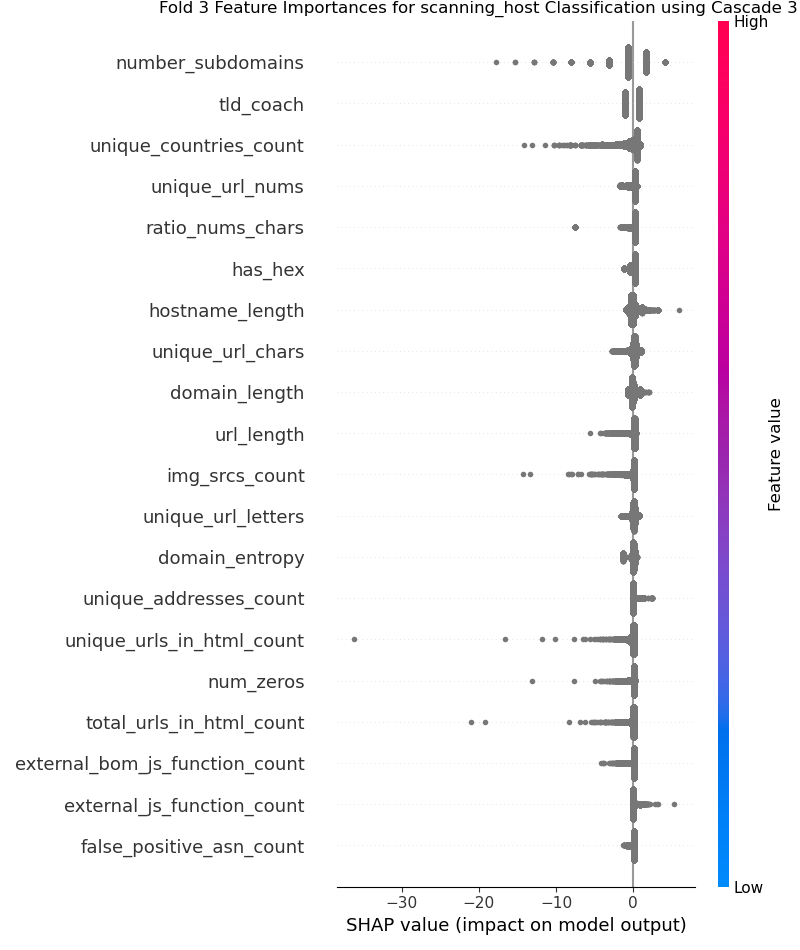 Fold 3 Feature Importances for scanning_host Classification using Cascade 3
High
number_subdomains
tld_coach
unique_countries_count
unique_url_nums
ratio_nums_chars
has_hex
hostname_length
unique_url_chars
domain_length
url_length
img_srcs_count
unique_url_letters
domain_entropy
unique_addresses_count
unique_urls_in_html_count
num_zeros
total_urls_in_html_count
external_bom_js_function_count
external_js_function_count
false_positive_asn_count
Feature value
Low
−30 −20 −10 0
SHAP value (impact on model output)